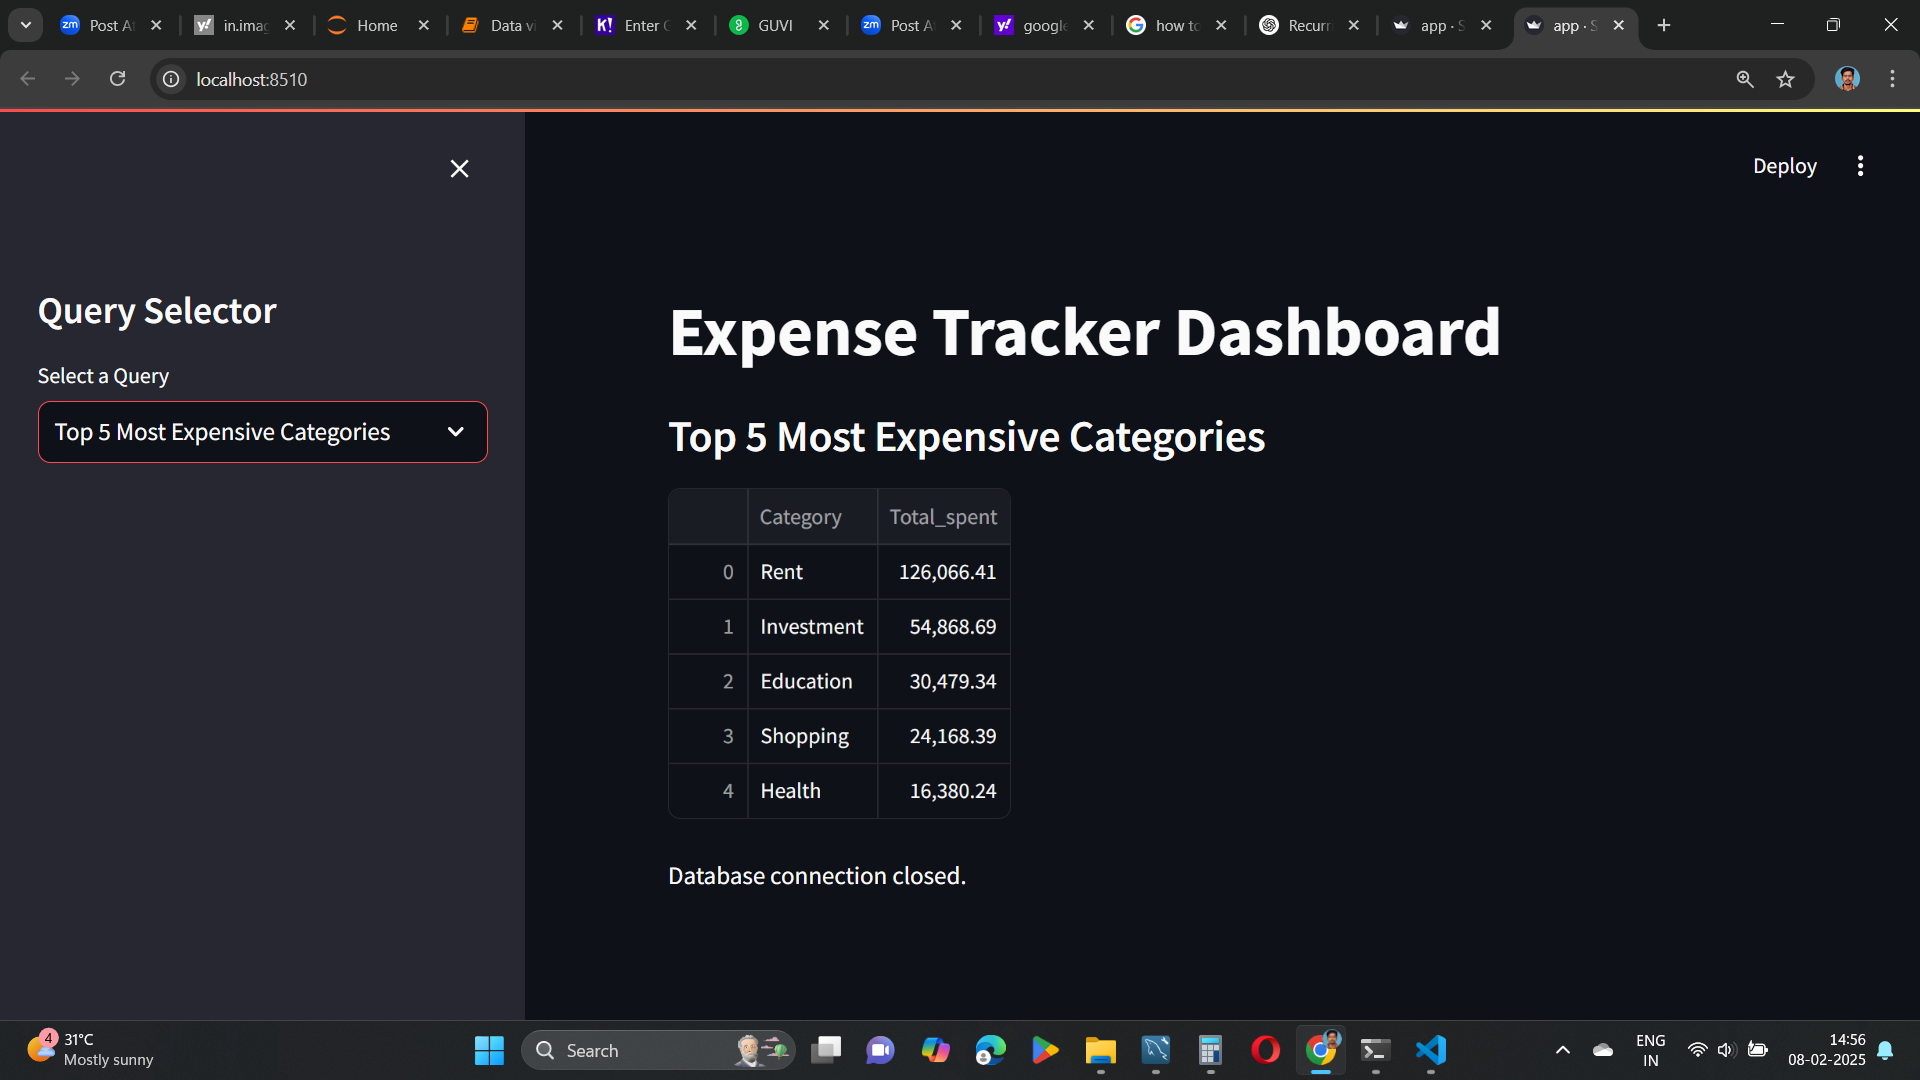 Post A
in.imag
Home
Data vi
Enter
GUVI
Post A
google
how to
Recurr
app · S
app · S
localhost:8510
Deploy
Query Selector
Select a Query
Top 5 Most Expensive Categories
Expense Tracker Dashboard
Top 5 Most Expensive Categories
Category Total_spent
0 Rent 126,066.41
1 Investment 54,868.69
2 Education 30,479.34
3 Shopping 24,168.39
4 Health 16,380.24
Database connection closed.
4 31°C
Mostly sunny
Search
ENG
IN
14:56
08-02-2025